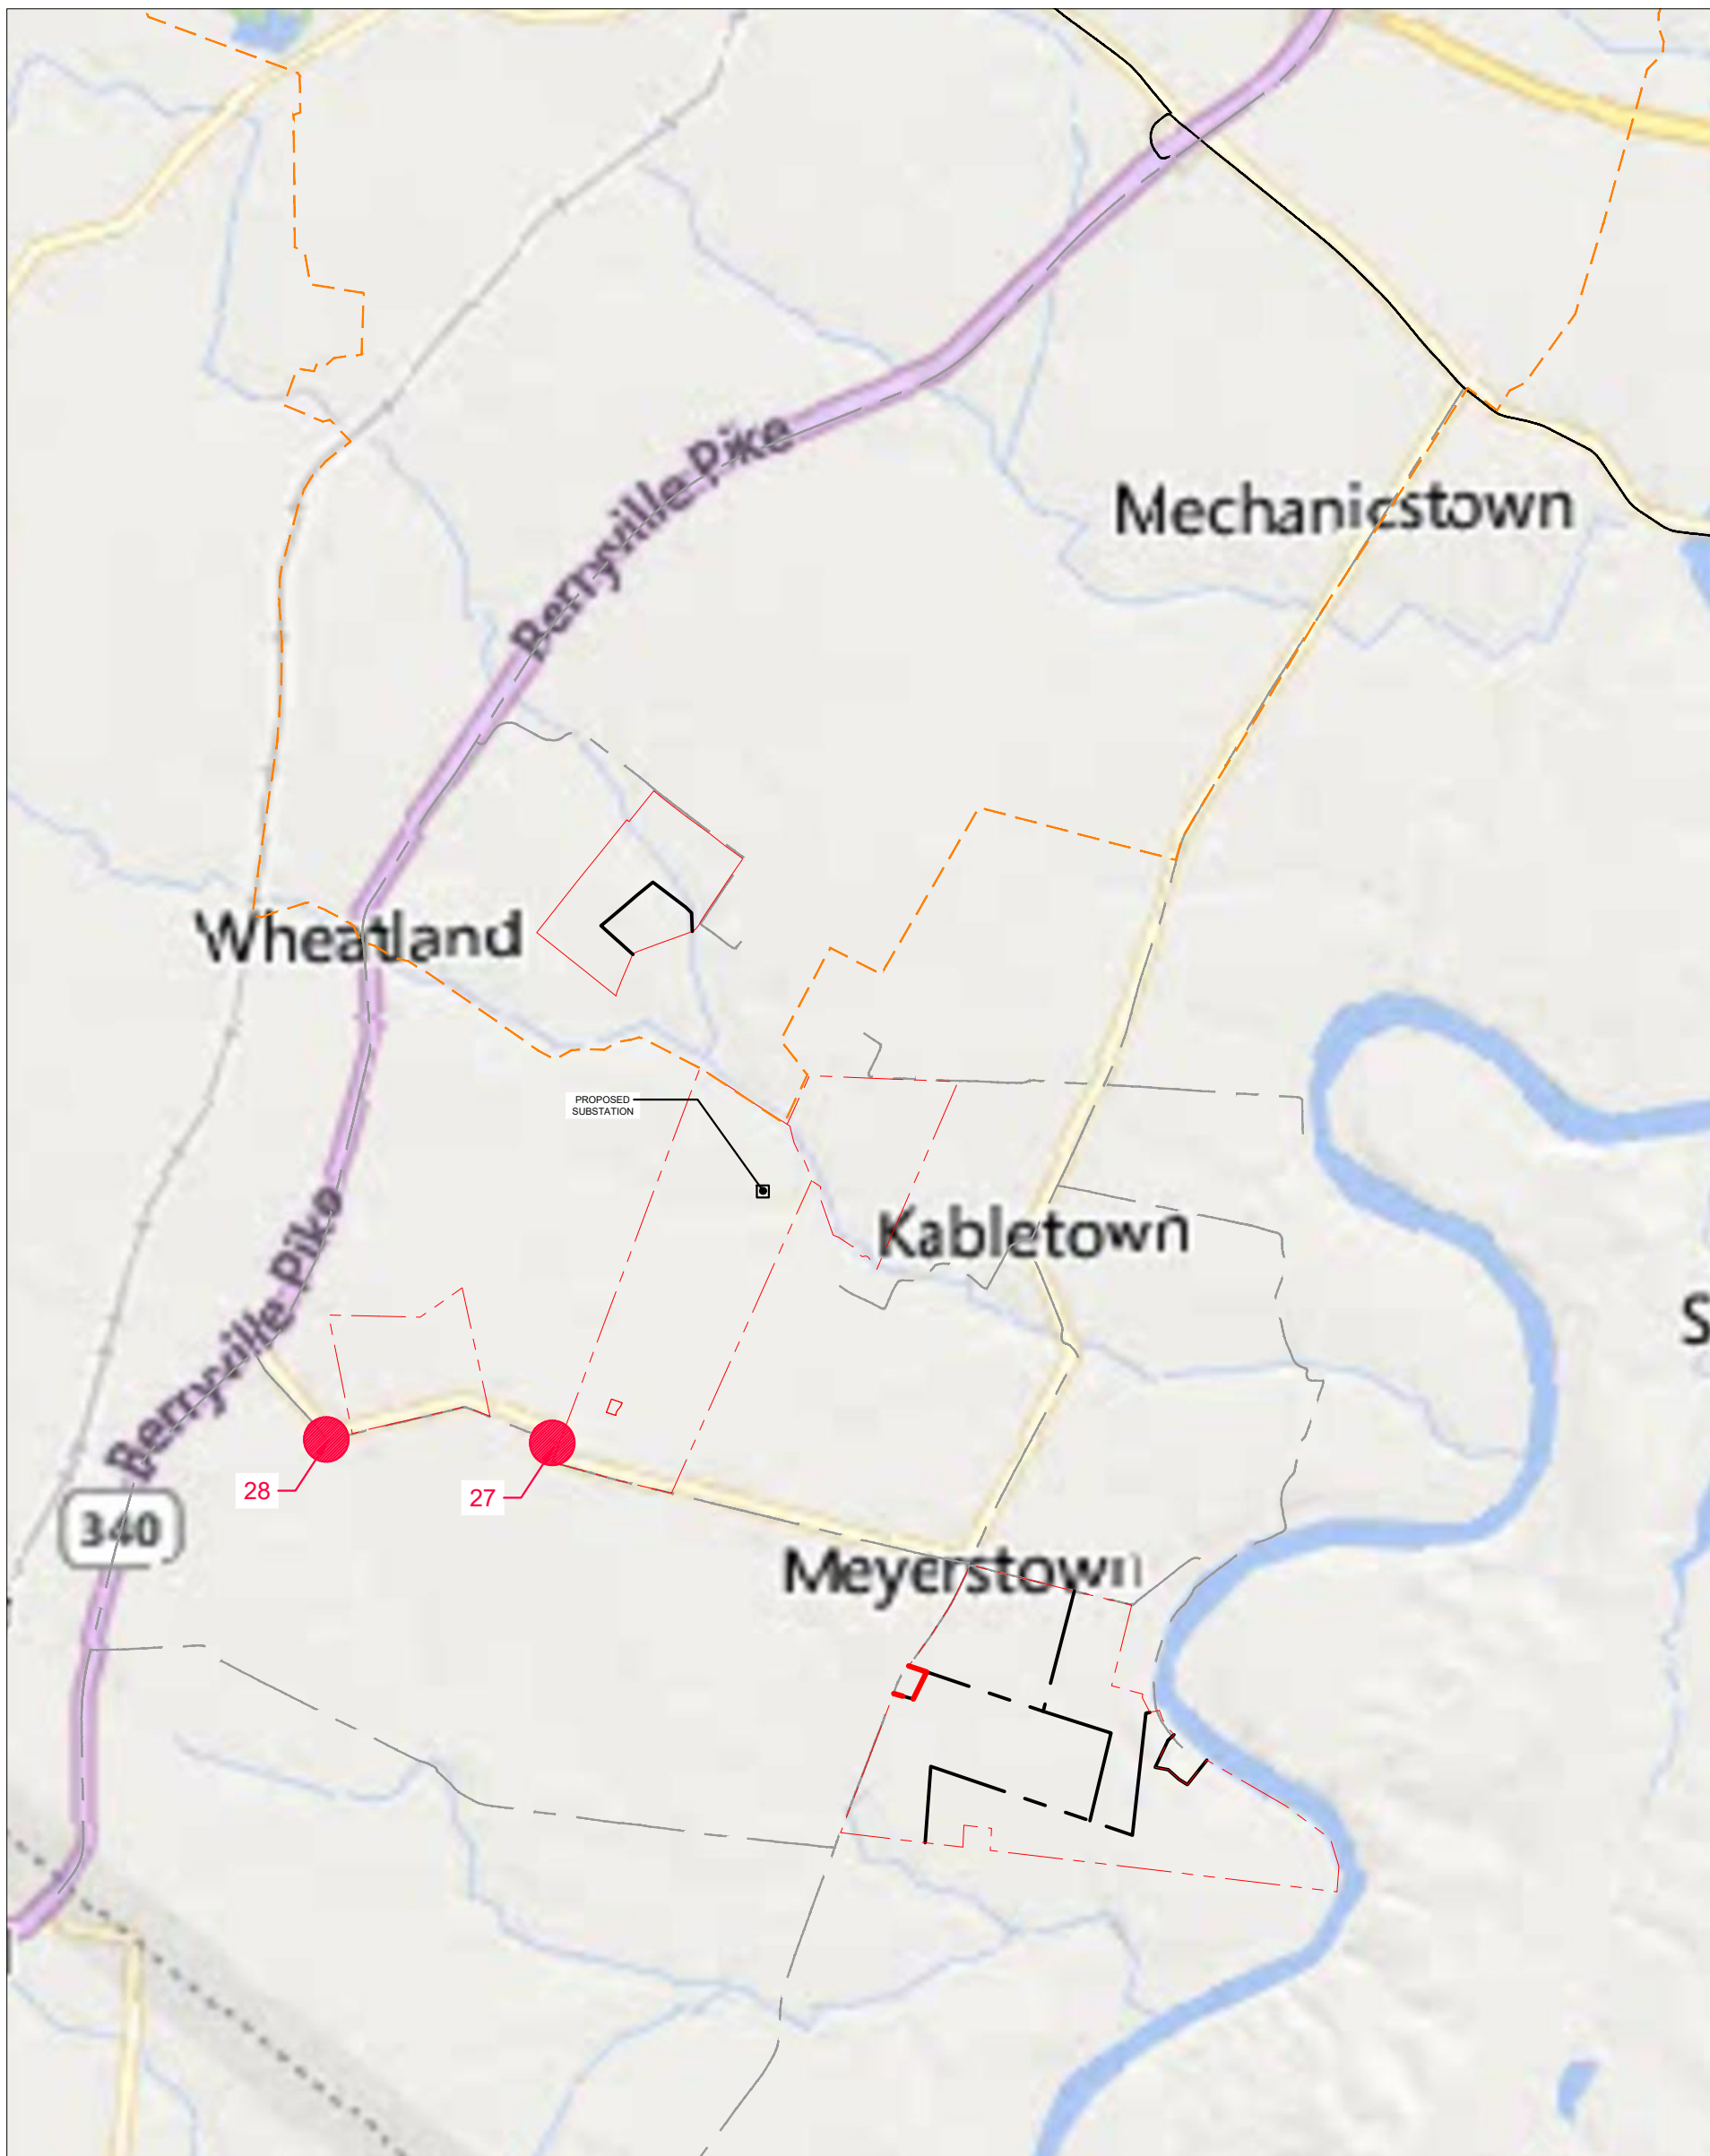 Berryville Pike
Mechanicstown
Wheatland
PROPOSED
SUBSTATION
Kabletown
Berryville Pike
S
28
27
340
Meyerstown